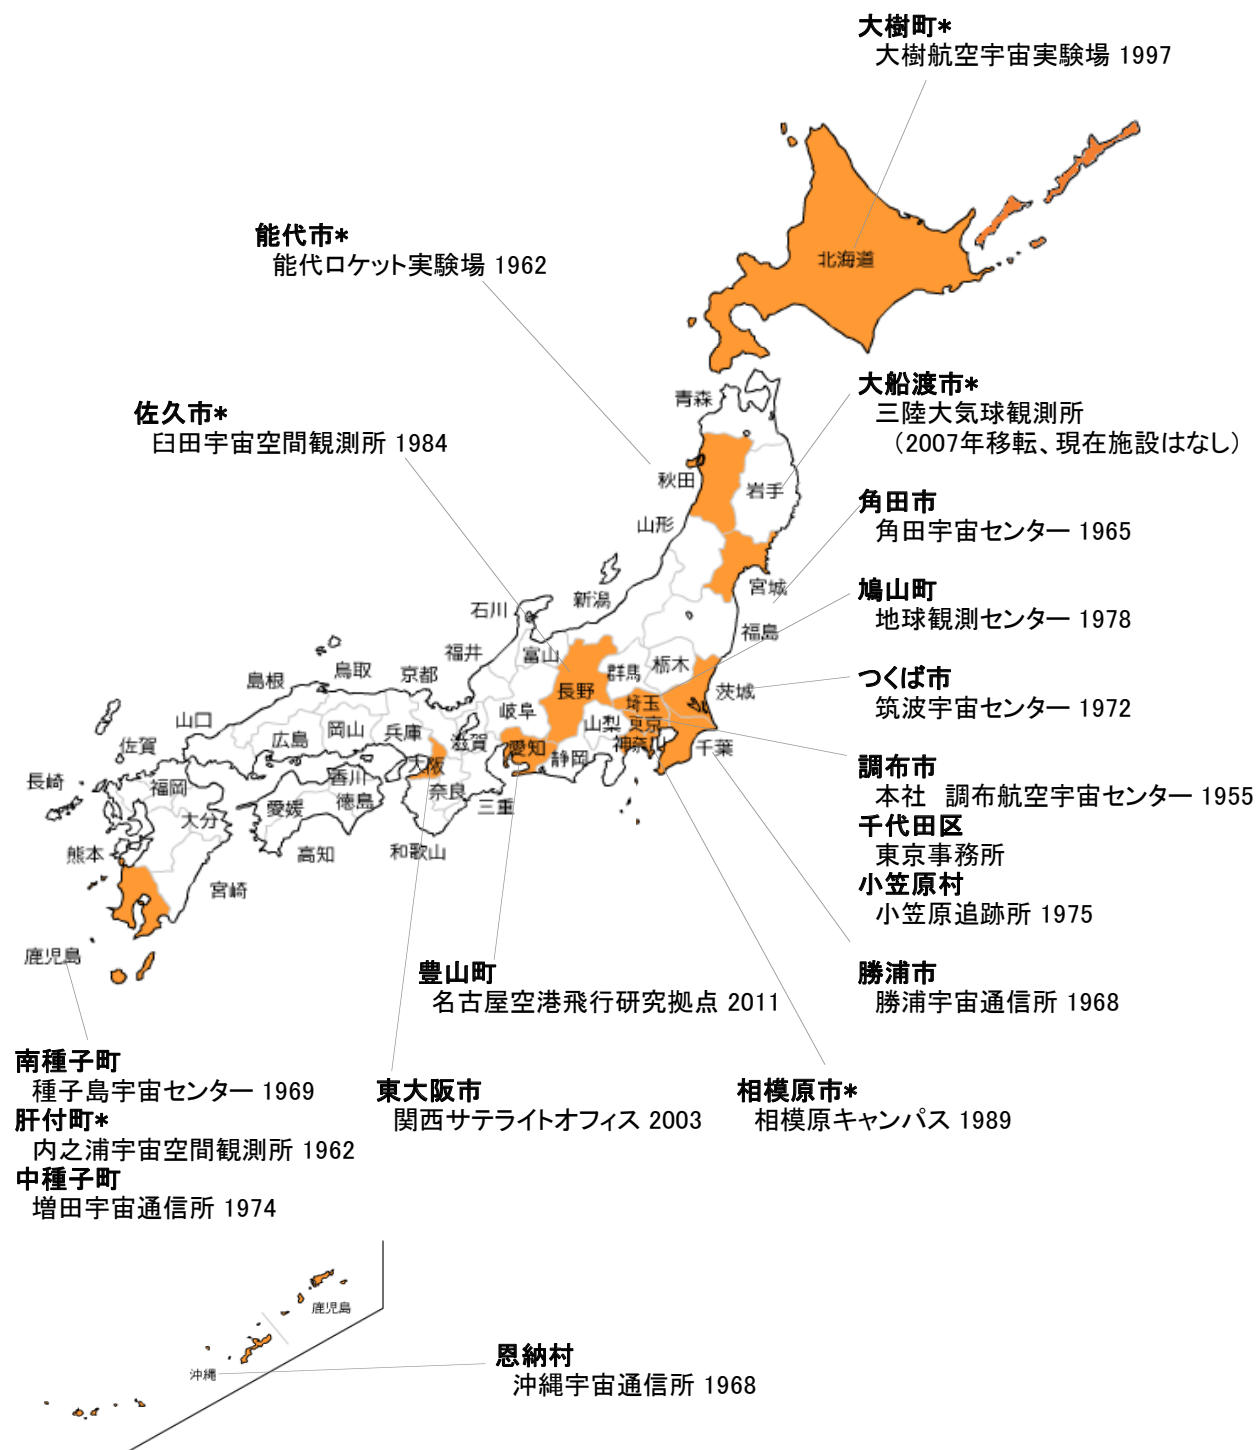 大樹町*
大樹航空宇宙実験場 1997
北海道
能代市*
能代ロケット実験場 1962
佐久市*
臼田宇宙空間観測所 1984
大船渡市*
三陸大気球観測所
（2007年移転、現在施設はなし）
角田市
角田宇宙センター 1965
鳩山町
地球観測センター 1978
つくば市
筑波宇宙センター 1972
調布市
本社　調布航空宇宙センター 1955
千代田区
東京事務所
小笠原村
小笠原追跡所 1975
勝浦市
勝浦宇宙通信所 1968
青森
秋田
岩手
山形
宮城
新潟
福島
石川
富山
福井
群馬
栃木
茨城
長野
埼玉
東京
神奈川
千葉
山梨
静岡
岐阜
愛知
滋賀
三重
京都
兵庫
大阪
奈良
和歌山
鳥取
島根
岡山
広島
山口
香川
徳島
愛媛
高知
佐賀
長崎
福岡
大分
熊本
宮崎
鹿児島
豊山町
名古屋空港飛行研究拠点 2011
南種子町
種子島宇宙センター 1969
肝付町*
内之浦宇宙空間観測所 1962
中種子町
増田宇宙通信所 1974
東大阪市
関西サテライトオフィス 2003
相模原市*
相模原キャンパス 1989
鹿児島
沖縄
恩納村
沖縄宇宙通信所 1968